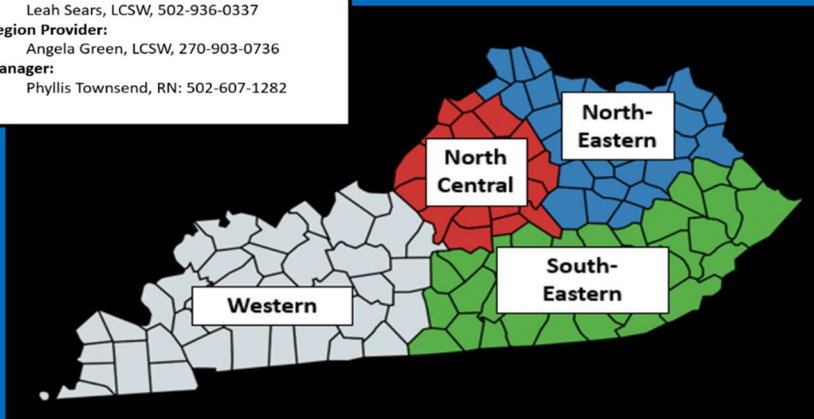 Leah Sears, LCSW, 502-936-0337
egion Provider:
Angela Green, LCSW, 270-903-0736
anager:
Phyllis Townsend, RN: 502-607-1282
North-
Eastern
North
Central
South-
Eastern
Western